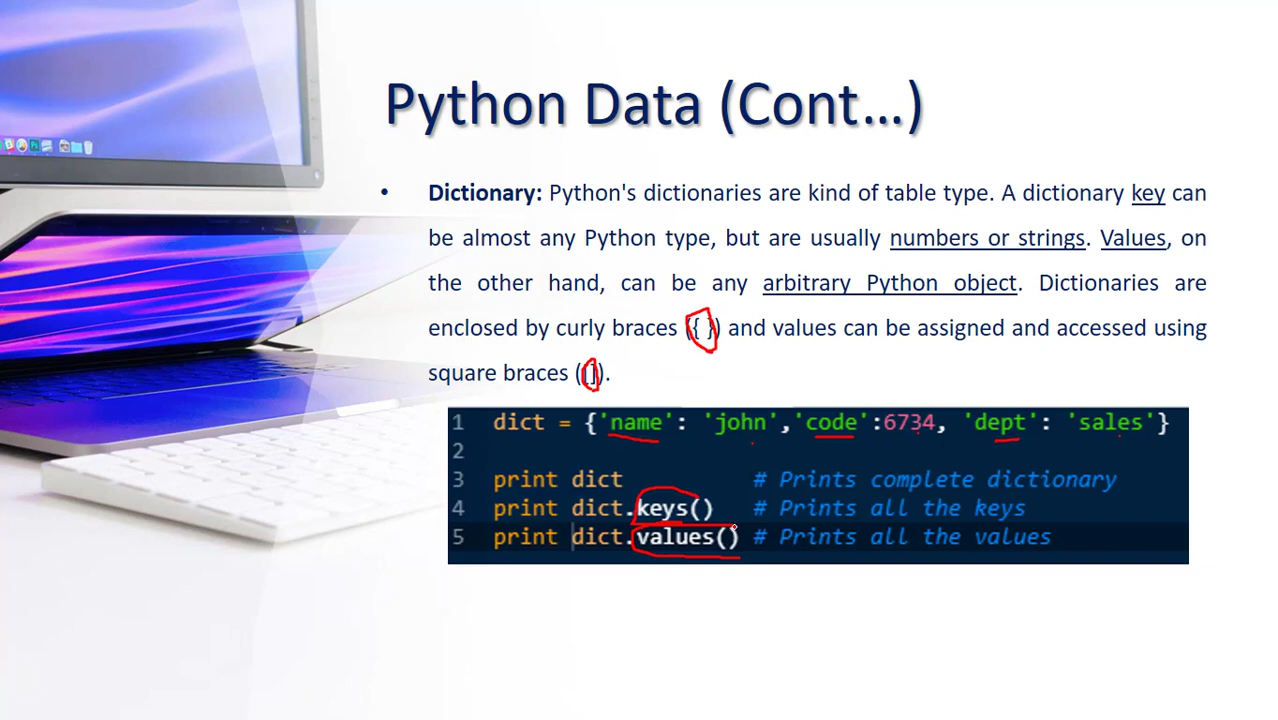 Python Data (Cont...)
• Dictionary: Python's dictionaries are kind of table type. A dictionary key can
be almost any Python type, but are usually numbers or strings. Values, on
the other hand, can be any arbitrary Python object. Dictionaries are
enclosed by curly braces ({ }) and values can be assigned and accessed using
square braces ([]).
1 dict = {'name': 'john','code':6734, 'dept': 'sales'}
2
3 print dict # Prints complete dictionary
4 print dict.keys() # Prints all the keys
5 print dict.values() # Prints all the values